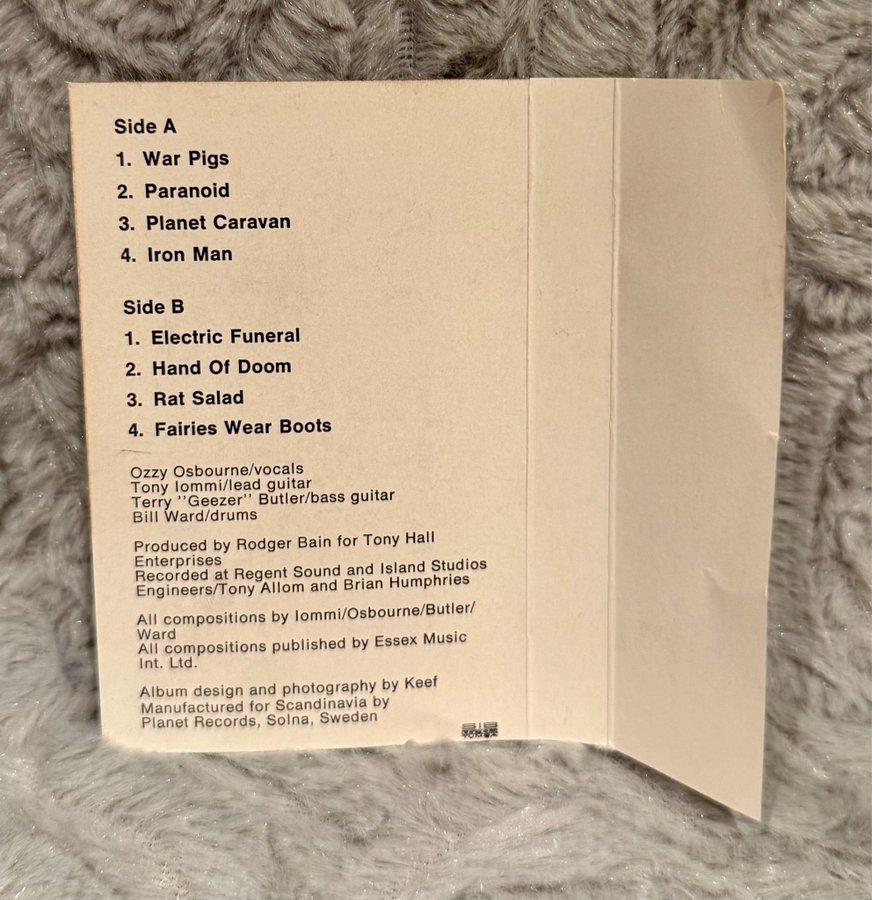 Side A
1. War Pigs
2. Paranoid
3. Planet Caravan
4. Iron Man
Side B
1. Electric Funeral
2. Hand Of Doom
3. Rat Salad
4. Fairies Wear Boots
Ozzy Osbourne/vocals
Tony Iommi/lead guitar
Terry ''Geezer'' Butler/bass guitar
Bill Ward/drums
Produced by Rodger Bain for Tony Hall
Enterprises
Recorded at Regent Sound and Island Studios
Engineers/Tony Allom and Brian Humphries
All compositions by Iommi/Osbourne/Butler/
Ward
All compositions published by Essex Music
Int. Ltd.
Album design and photography by Keef
Manufactured for Scandinavia by
Planet Records, Solna, Sweden